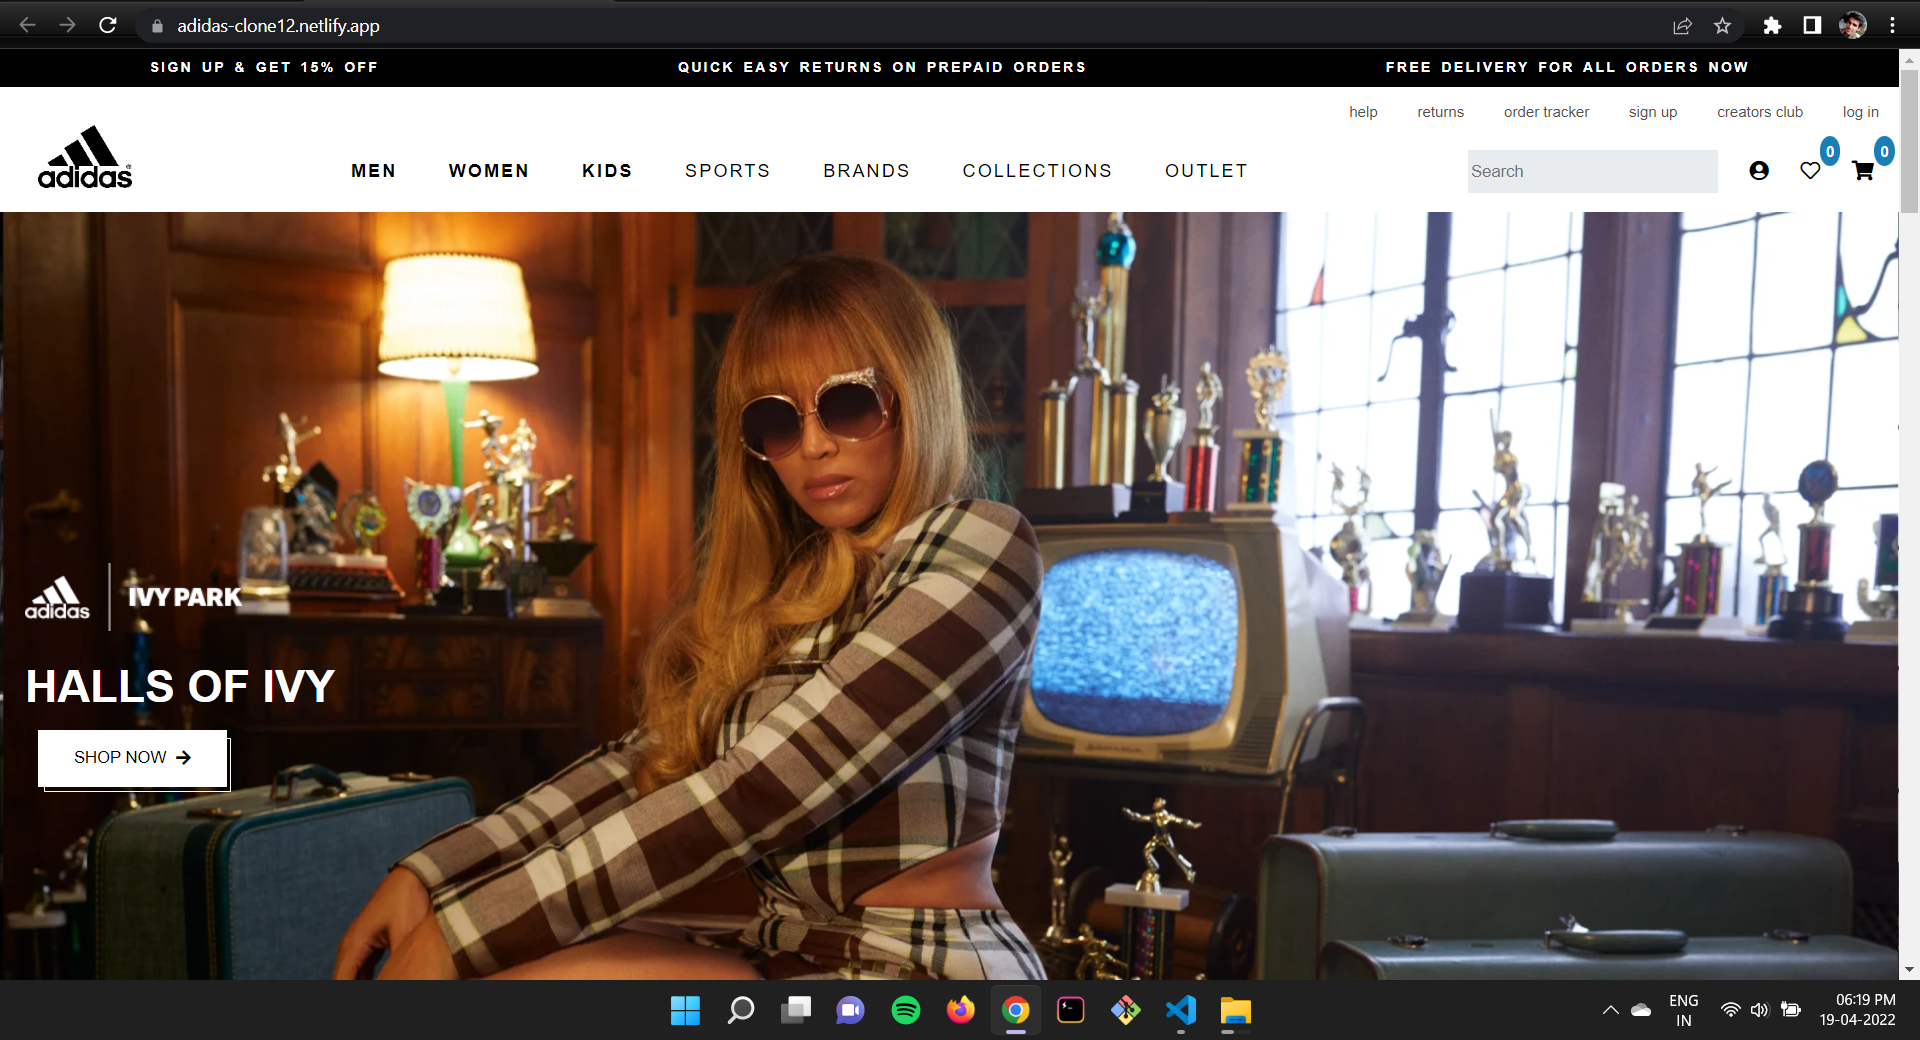 adidas-clone12.netlify.app
SIGN UP & GET 15% OFF
QUICK EASY RETURNS ON PREPAID ORDERS
FREE DELIVERY FOR ALL ORDERS NOW
help returns order tracker sign up creators club log in
adidas
MEN WOMEN KIDS SPORTS BRANDS COLLECTIONS OUTLET
Search
0
0
adidas
IVY PARK
HALLS OF IVY
SHOP NOW
ENG
IN
06:19 PM
19-04-2022